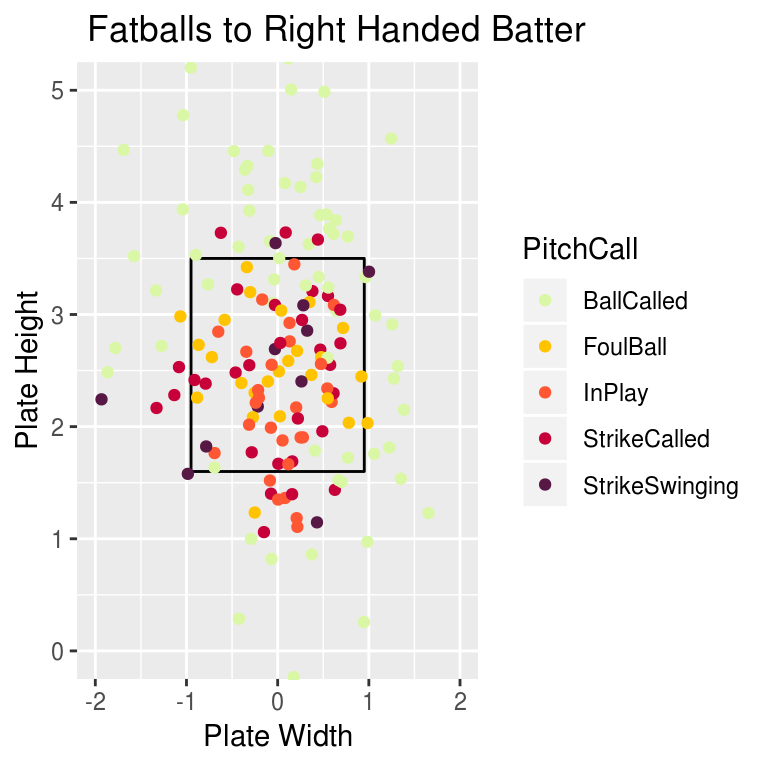 Fatballs to Right Handed Batter
5
4
3
2
1
0
-2 -1 0 1 2
Plate Height
Plate Width
PitchCall
BallCalled
FoulBall
InPlay
StrikeCalled
StrikeSwinging